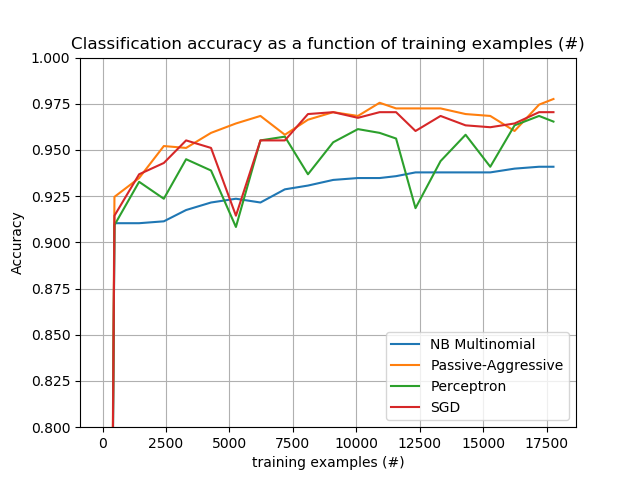 Classification accuracy as a function of training examples (#)
1.000
0.975
0.950
0.925
0.900
0.875
0.850
0.825
0.800
Accuracy
NB Multinomial
Passive-Aggressive
Perceptron
SGD
0 2500 5000 7500 10000 12500 15000 17500
training examples (#)